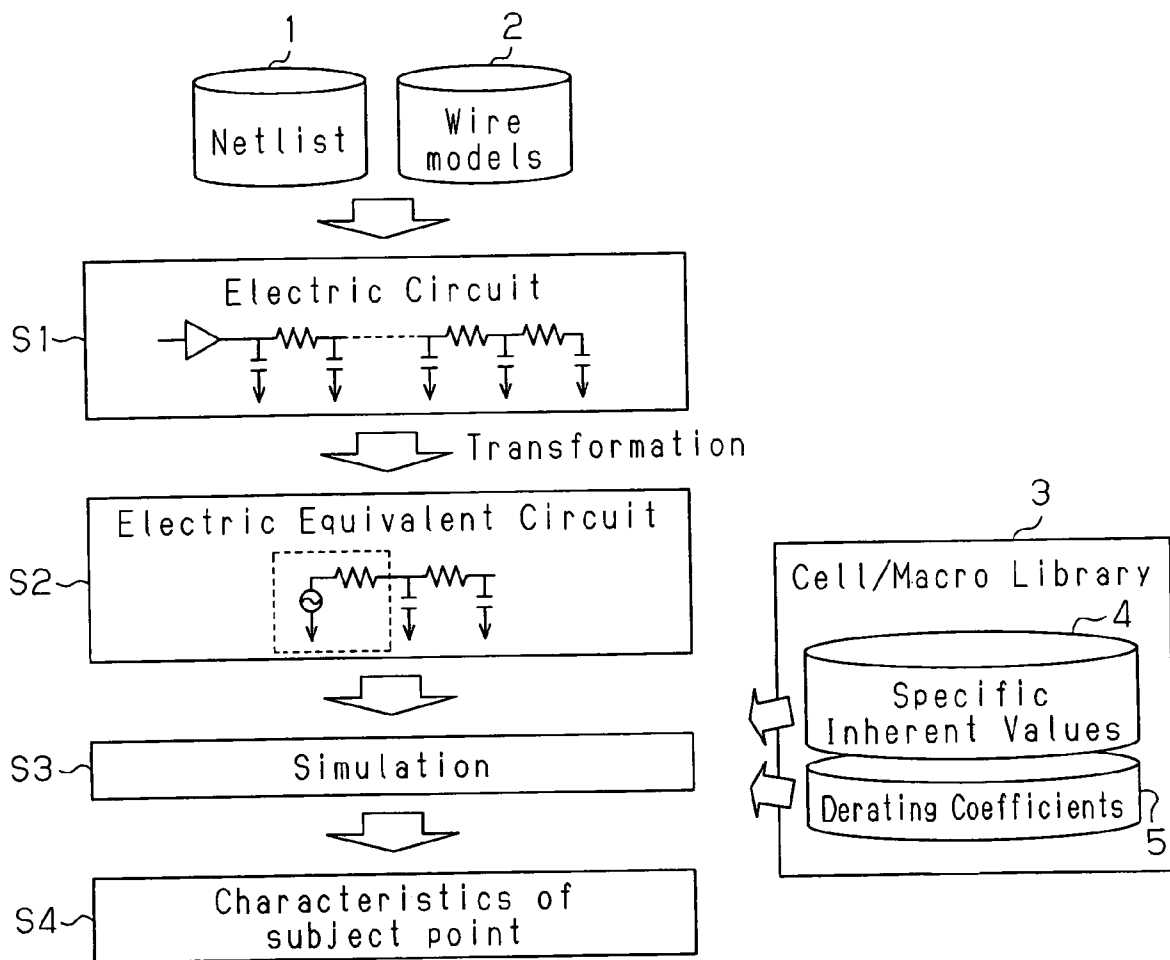 1
2
Netlist
Wire
models
Electric Circuit
S1
Transformation
Electric Equivalent Circuit
S2
3
Cell/Macro Library
4
Specific
Inherent Values
S3
Simulation
Derating Coefficients
5
S4
Characteristics of
subject point